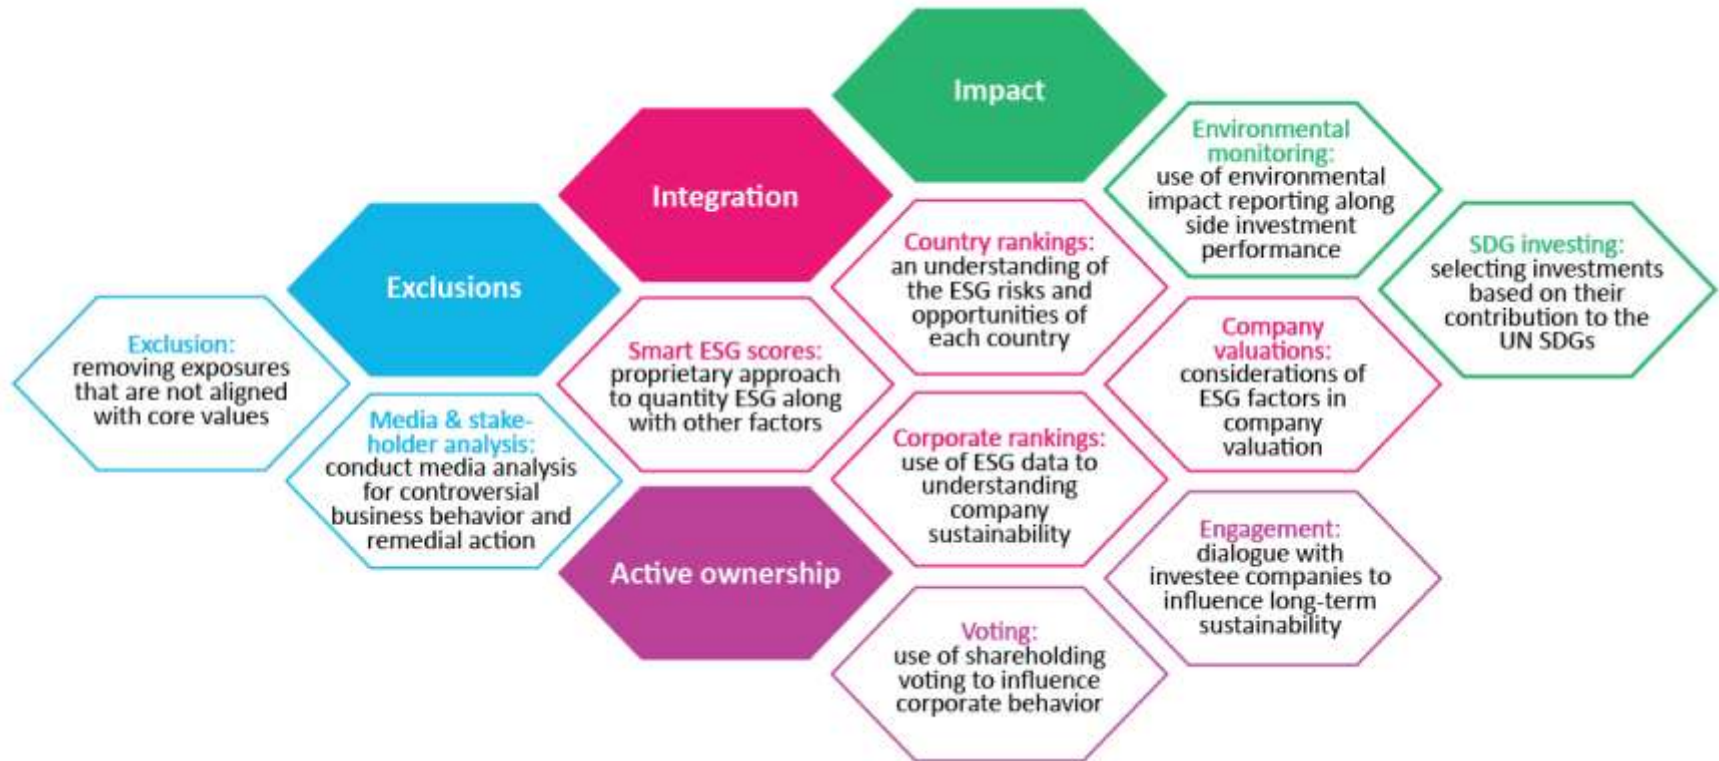 Impact
Environmental
monitoring:
use of environmental
impact reporting along
side investment
performance
SDG investing:
selecting investments
based on their
contribution to the
UN SDGs
Integration
Country rankings:
an understanding of
the ESG risks and
opportunities of
each country
Company
valuations:
considerations of
ESG factors in
company
valuation
Smart ESG scores:
proprietary approach
to quantity ESG along
with other factors
Corporate rankings:
use of ESG data to
understanding
company
sustainability
Exclusions
Exclusion:
removing exposures
that are not aligned
with core values
Media & stake-
holder analysis:
conduct media analysis
for controversial
business behavior and
remedial action
Active ownership
Engagement:
dialogue with
investee companies to
influence long-term
sustainability
Voting:
use of shareholding
voting to influence
corporate behavior